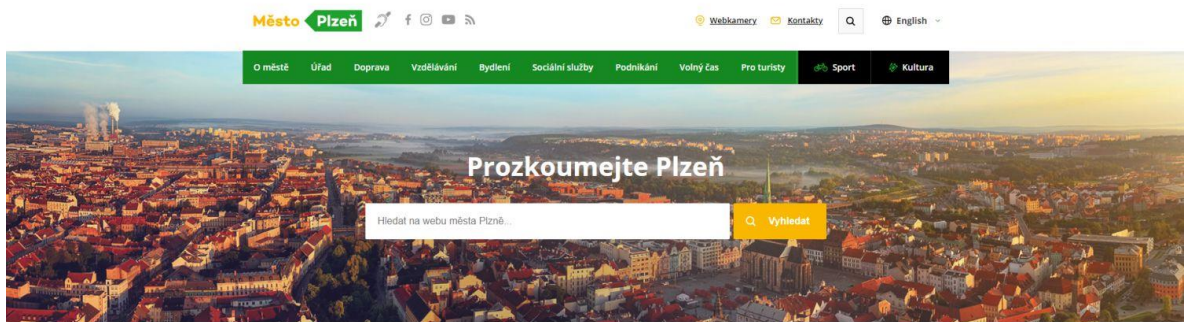 Město Plzeň
Webkamery Kontakty English
O městě Úřad Doprava Vzdělávání Bydlení Sociální služby Podnikání Volný čas Pro turisty Sport Kultura
Prozkoumejte Plzeň
Hledat na webu města Plzně... Vyhledat